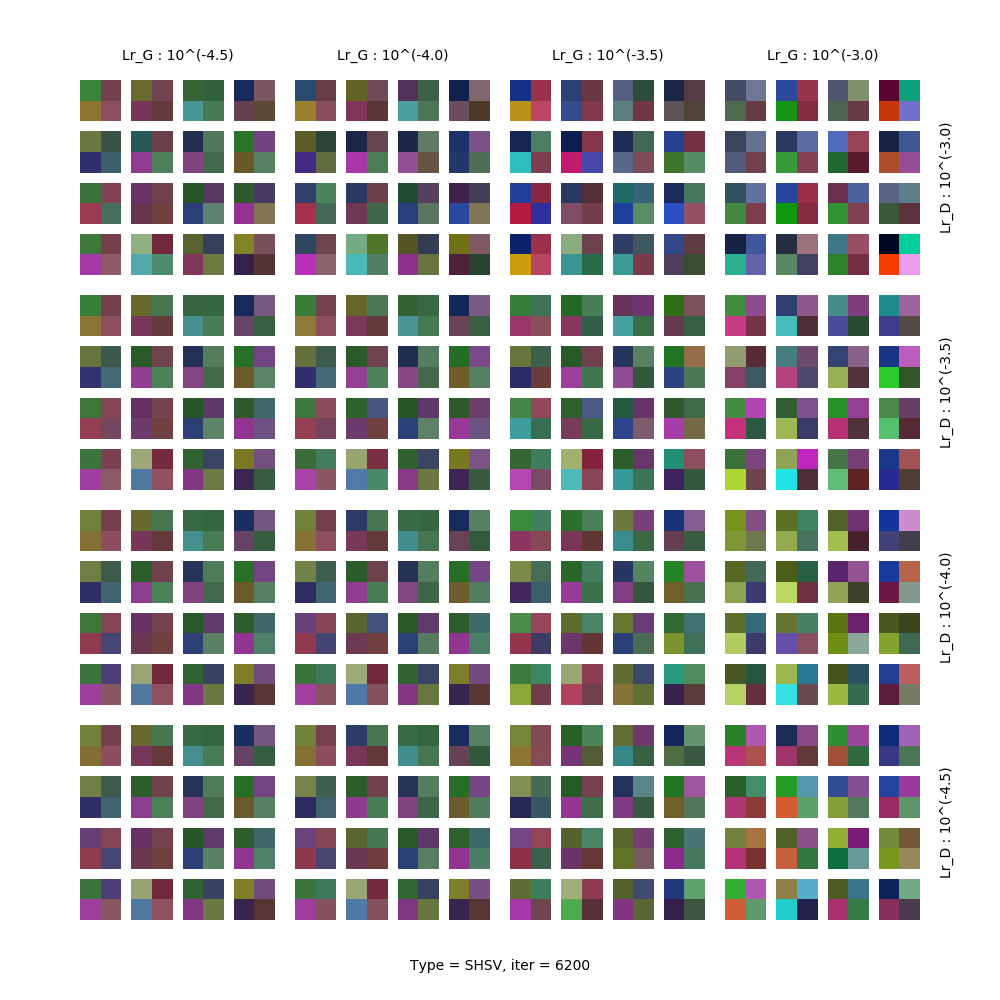 Lr_G : 10^(-4.5)
Lr_G : 10^(-4.0)
Lr_G : 10^(-3.5)
Lr_G : 10^(-3.0)
Lr_D : 10^(-3.0)
Lr_D : 10^(-3.5)
Lr_D : 10^(-4.0)
Lr_D : 10^(-4.5)
Type = SHSV, iter = 6200